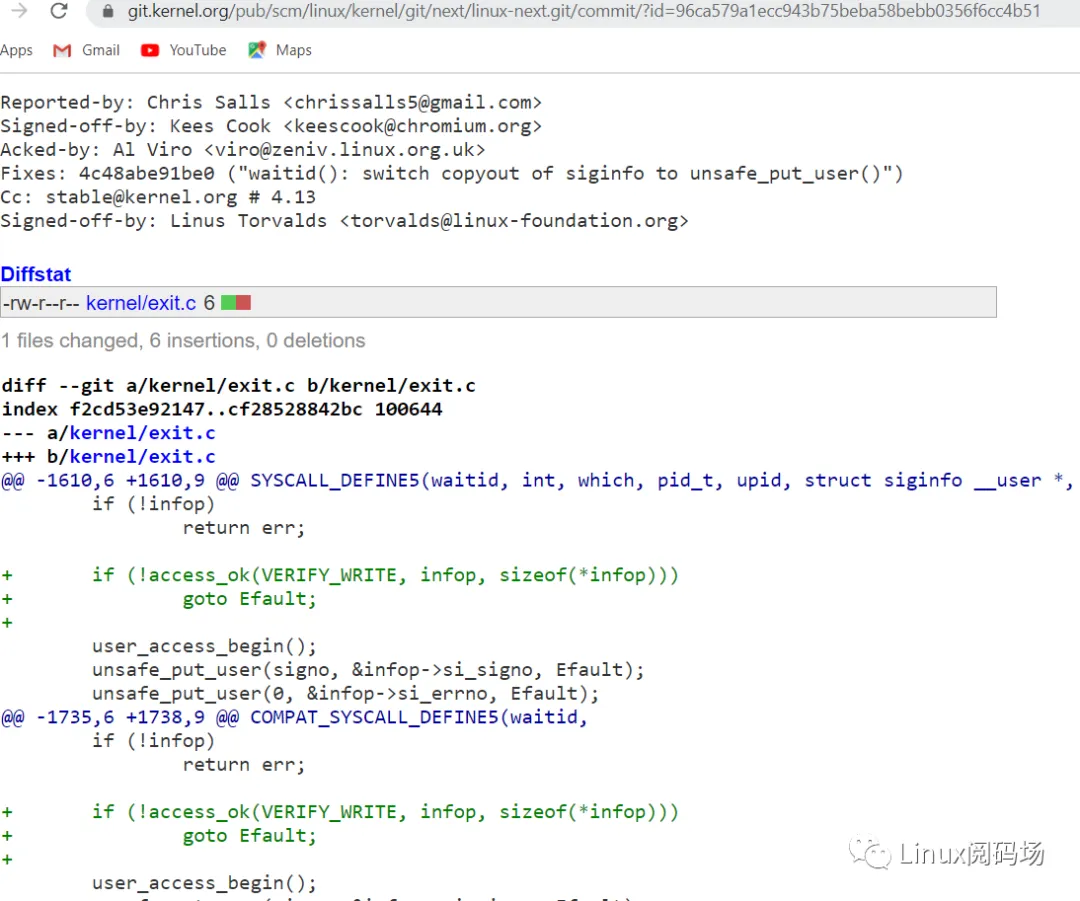 git.kernel.org/pub/scm/linux/kernel/git/next/linux-next.git/commit/?id=96ca579a1ecc943b75beba58bebb0356f6cc4b51
Apps Gmail YouTube Maps
Reported-by: Chris Salls <chrissalls5@gmail.com>
Signed-off-by: Kees Cook <keescook@chromium.org>
Acked-by: Al Viro <viro@zeniv.linux.org.uk>
Fixes: 4c48abe91be0 ("waitid(): switch copyout of siginfo to unsafe_put_user()")
Cc: stable@kernel.org # 4.13
Signed-off-by: Linus Torvalds <torvalds@linux-foundation.org>
Diffstat
-rw-r--r-- kernel/exit.c 6
1 files changed, 6 insertions, 0 deletions
diff --git a/kernel/exit.c b/kernel/exit.c
index f2cd53e92147..cf28528842bc 100644
--- a/kernel/exit.c
+++ b/kernel/exit.c
@@ -1610,6 +1610,9 @@ SYSCALL_DEFINE5(waitid, int, which, pid_t, upid, struct siginfo __user *,
        if (!infop)
                return err;
+       if (!access_ok(VERIFY_WRITE, infop, sizeof(*infop)))
+               goto Efault;
+
        user_access_begin();
        unsafe_put_user(signo, &infop->si_signo, Efault);
        unsafe_put_user(0, &infop->si_errno, Efault);
@@ -1735,6 +1738,9 @@ COMPAT_SYSCALL_DEFINE5(waitid,
        if (!infop)
                return err;
+       if (!access_ok(VERIFY_WRITE, infop, sizeof(*infop)))
+               goto Efault;
+
        user_access_begin();
Linux阅码场